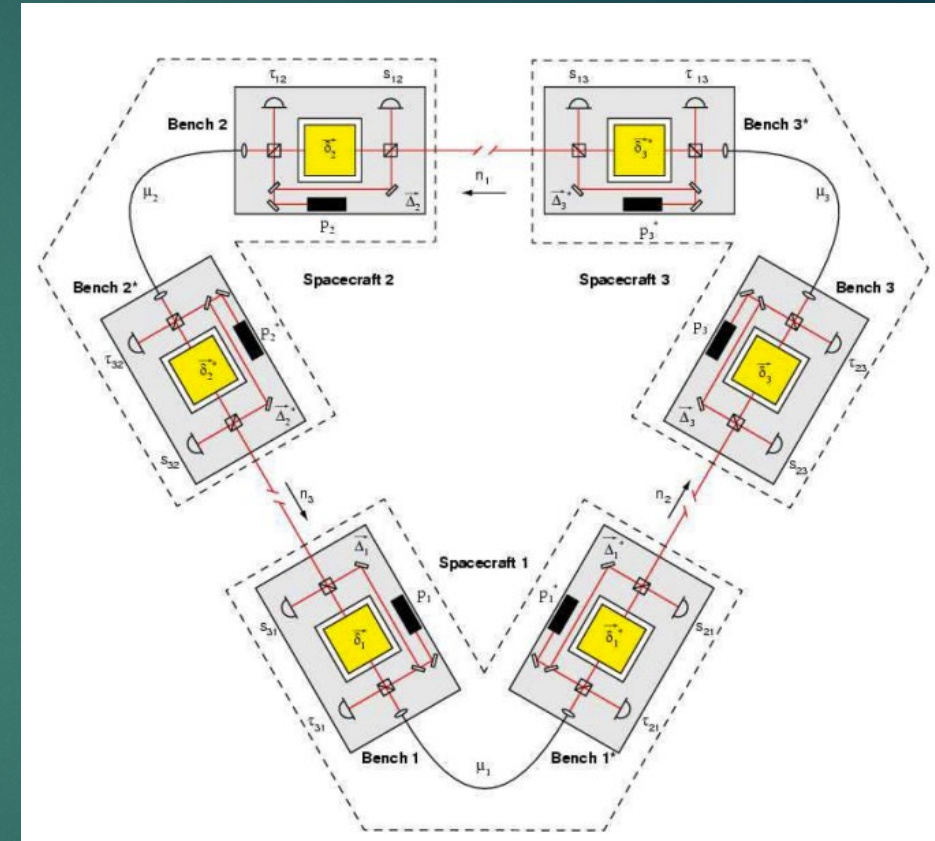 τ₁₂ s₁₂ s₁₃ τ₁₃
Bench 2 Bench 3*
δ₂ δ₃*
n₁
μ₂ Δ₂ Δ₃* μ₃
p₂ p₃*
Bench 2* Spacecraft 2 Spacecraft 3 Bench 3
p₂* p₃
τ₃₂ δ₂* δ₃ τ₂₃
Δ₂* Δ₃
s₃₂ s₂₃
n₃ n₂
Δ₁ Spacecraft 1 Δ₁*
p₁ p₁*
s₃₁ δ₁ δ₁* s₂₁
τ₃₁ τ₂₁
Bench 1 μ₁ Bench 1*